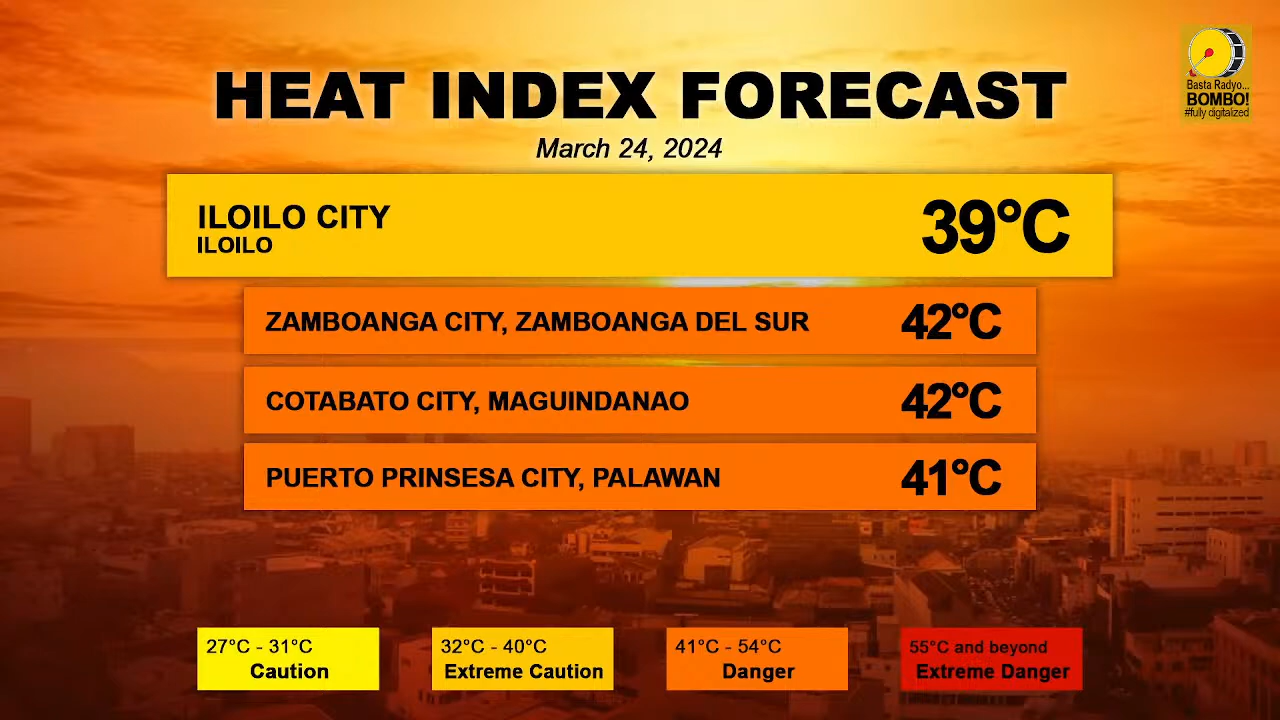 HEAT INDEX FORECAST
March 24, 2024
Basta Radyo...
BOMBO!
#fully digitalized
ILOILO CITY
ILOILO
39°C
ZAMBOANGA CITY, ZAMBOANGA DEL SUR 42°C
COTABATO CITY, MAGUINDANAO 42°C
PUERTO PRINSESA CITY, PALAWAN 41°C
27°C - 31°C
Caution
32°C - 40°C
Extreme Caution
41°C - 54°C
Danger
55°C and beyond
Extreme Danger